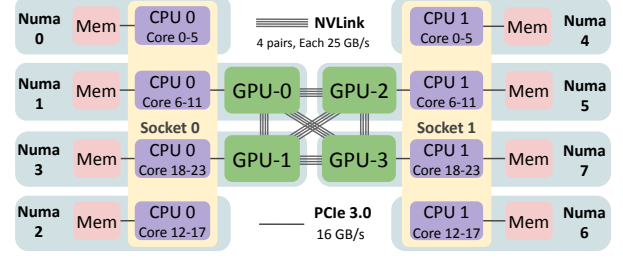 Numa 0
Mem
CPU 0
Core 0-5
NVLink
4 pairs, Each 25 GB/s
CPU 1
Core 0-5
Mem
Numa 4
Numa 1
Mem
CPU 0
Core 6-11
GPU-0
GPU-2
CPU 1
Core 6-11
Mem
Numa 5
Socket 0
Socket 1
Numa 3
Mem
CPU 0
Core 18-23
GPU-1
GPU-3
CPU 1
Core 18-23
Mem
Numa 7
Numa 2
Mem
CPU 0
Core 12-17
PCIe 3.0
16 GB/s
CPU 1
Core 12-17
Mem
Numa 6